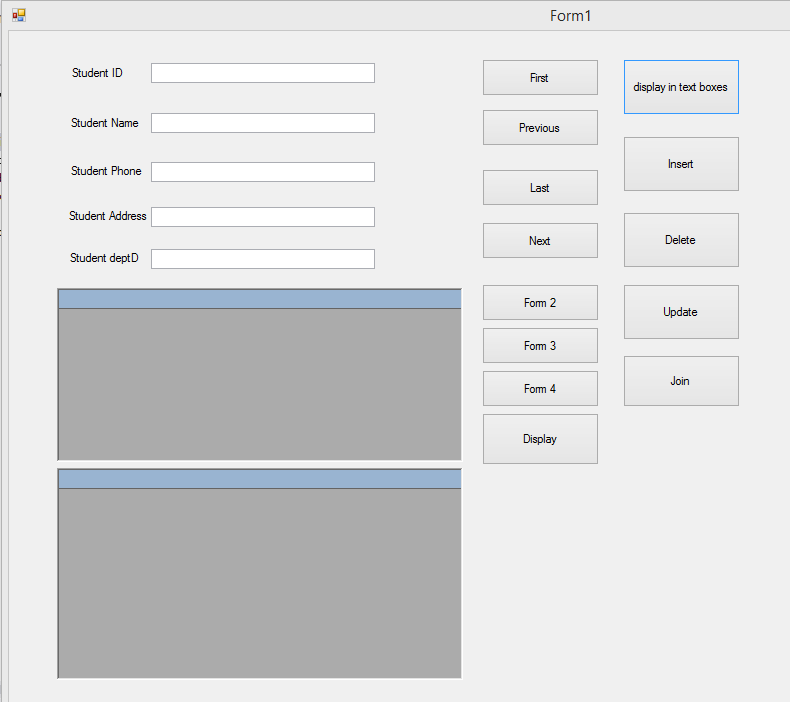 Form1
Student ID
Student Name
Student Phone
Student Address
Student deptD
First
Previous
Last
Next
Form 2
Form 3
Form 4
Display
display in text boxes
Insert
Delete
Update
Join